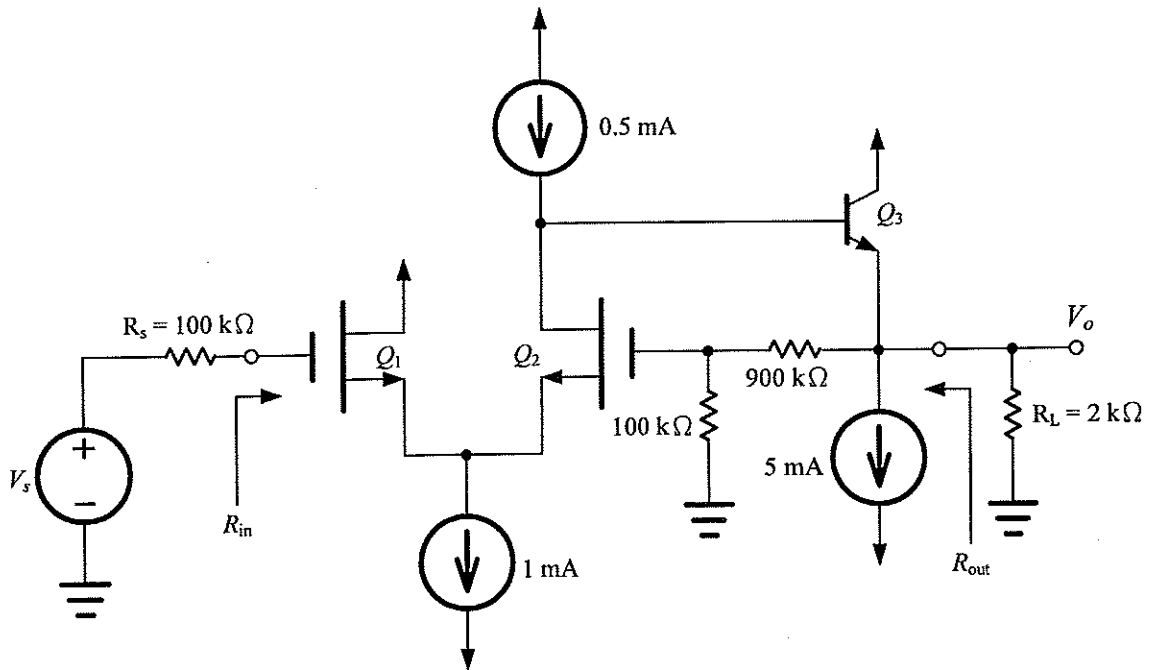 0.5 mA
Q3
Rs = 100 kΩ
Q1
Q2
Vo
900 kΩ
100 kΩ
RL = 2 kΩ
5 mA
Vs
Rin
1 mA
Rout